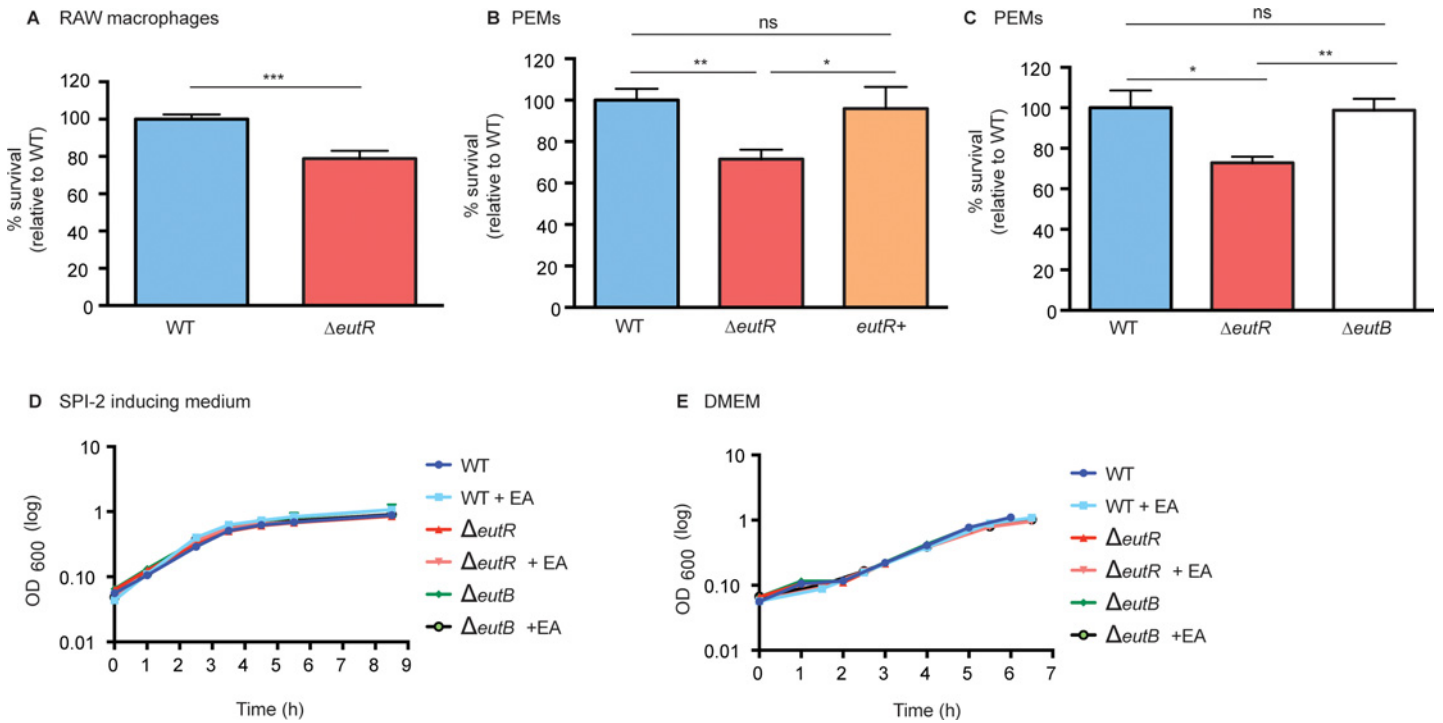 A RAW macrophages
% survival
(relative to WT)
120
100
80
60
40
20
0
***
WT
ΔeutR
B PEMs
% survival
(relative to WT)
120
100
80
60
40
20
0
ns
**
*
WT
ΔeutR
eutR+
C PEMs
% survival
(relative to WT)
120
100
80
60
40
20
0
ns
*
**
WT
ΔeutR
ΔeutB
D SPI-2 inducing medium
OD 600 (log)
10
1
0.10
0.01
0 1 2 3 4 5 6 7 8 9
Time (h)
WT
WT + EA
ΔeutR
ΔeutR + EA
ΔeutB
ΔeutB +EA
E DMEM
OD 600 (log)
10
1
0.10
0.01
0 1 2 3 4 5 6 7
Time (h)
WT
WT + EA
ΔeutR
ΔeutR + EA
ΔeutB
ΔeutB +EA